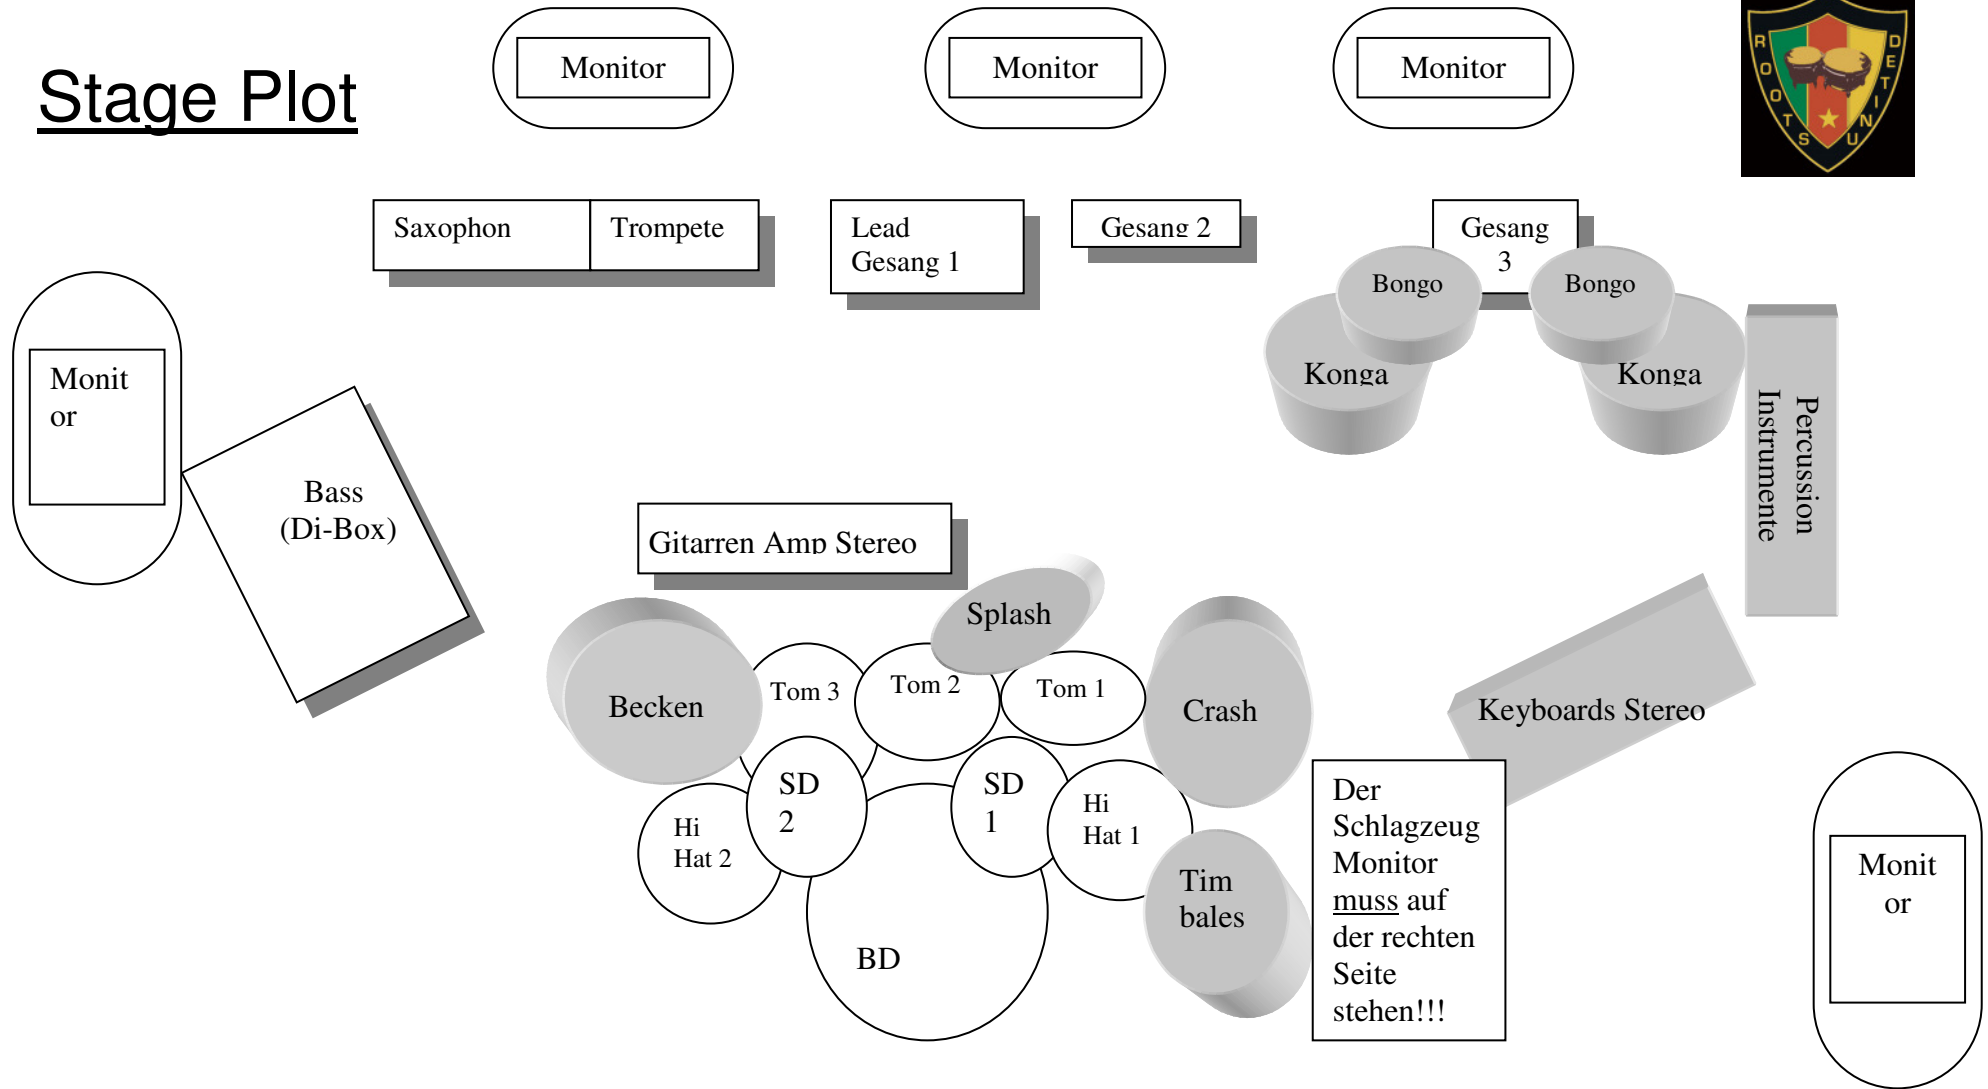 Stage Plot
Monitor
Monitor
Monitor
ROOTS UNITED
Saxophon
Trompete
Lead
Gesang 1
Gesang 2
Gesang
3
Bongo
Bongo
Konga
Konga
Percussion
Instrumente
Monit
or
Bass
(Di-Box)
Gitarren Amp Stereo
Splash
Becken
Tom 3
Tom 2
Tom 1
Crash
Keyboards Stereo
SD
2
SD
1
Hi
Hat 2
Hi
Hat 1
BD
Tim
bales
Der
Schlagzeug
Monitor
muss auf
der rechten
Seite
stehen!!!
Monit
or